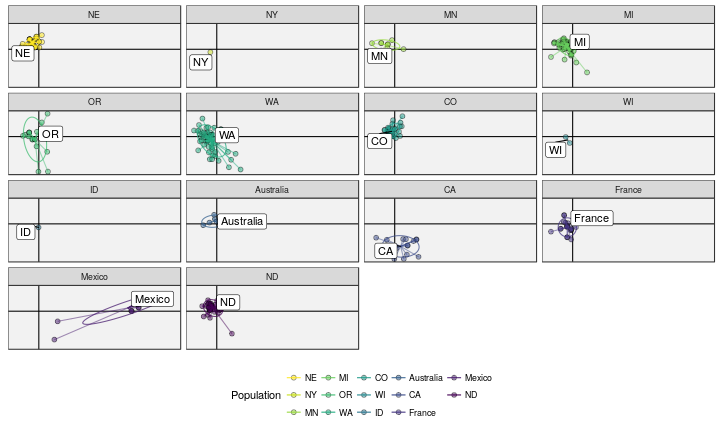 NE NY MN MI
NE NY MN MI
OR WA CO WI
OR WA CO WI
ID Australia CA France
ID Australia CA France
Mexico ND
Mexico ND
NE MI CO Australia Mexico
Population NY OR WI CA ND
MN WA ID France